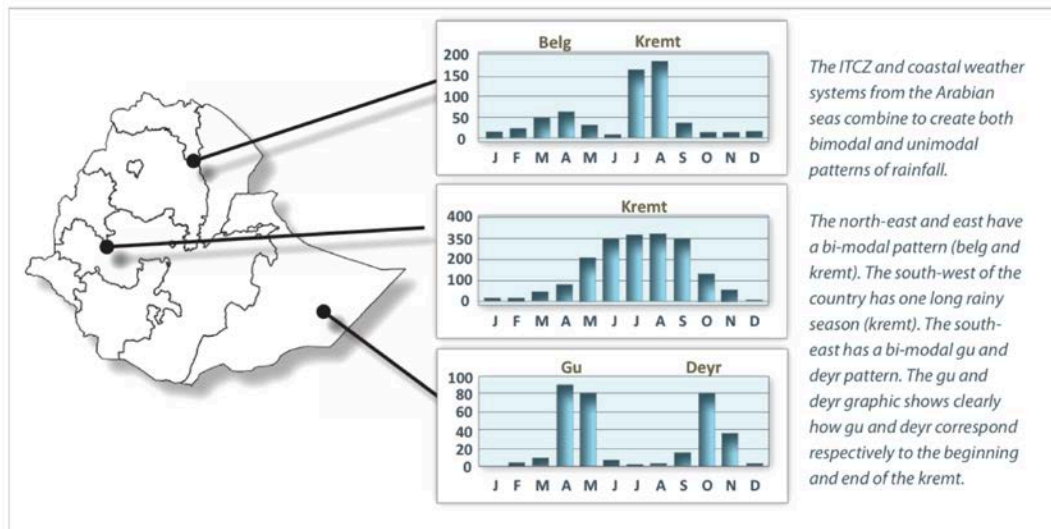 Belg Kremt
200
150
100
50
0
J F M A M J J A S O N D
Kremt
400
350
100
0
J F M A M J J A S O N D
Gu Deyr
100
80
60
40
20
0
J F M A M J J A S O N D
The ITCZ and coastal weather
systems from the Arabian
seas combine to create both
bimodal and unimodal
patterns of rainfall.
The north-east and east have
a bi-modal pattern (belg and
kremt). The south-west of the
country has one long rainy
season (kremt). The south-
east has a bi-modal gu and
deyr pattern. The gu and
deyr graphic shows clearly
how gu and deyr correspond
respectively to the beginning
and end of the kremt.